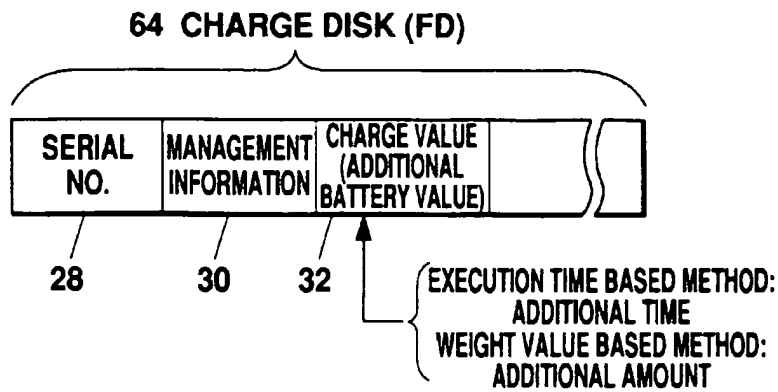 64 CHARGE DISK (FD)
SERIAL
NO.
MANAGEMENT
INFORMATION
CHARGE VALUE
(ADDITIONAL
BATTERY VALUE)
28
30
32
EXECUTION TIME BASED METHOD:
ADDITIONAL TIME
WEIGHT VALUE BASED METHOD:
ADDITIONAL AMOUNT